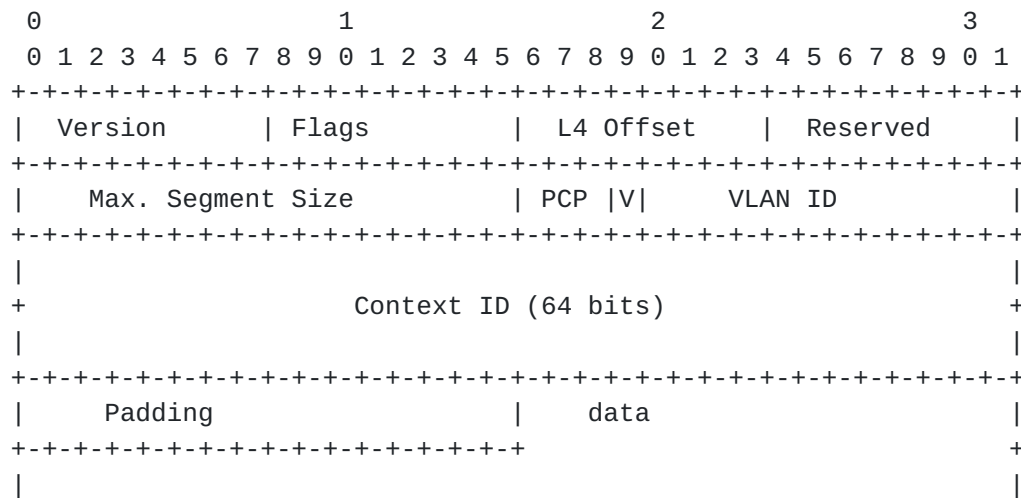 0                   1                   2                   3
 0 1 2 3 4 5 6 7 8 9 0 1 2 3 4 5 6 7 8 9 0 1 2 3 4 5 6 7 8 9 0 1
+-+-+-+-+-+-+-+-+-+-+-+-+-+-+-+-+-+-+-+-+-+-+-+-+-+-+-+-+-+-+-+-+
|  Version      | Flags         |  L4 Offset    |  Reserved     |
+-+-+-+-+-+-+-+-+-+-+-+-+-+-+-+-+-+-+-+-+-+-+-+-+-+-+-+-+-+-+-+-+
|    Max. Segment Size          | PCP |V|     VLAN ID           |
+-+-+-+-+-+-+-+-+-+-+-+-+-+-+-+-+-+-+-+-+-+-+-+-+-+-+-+-+-+-+-+-+
|                                                               |
+                     Context ID (64 bits)                      +
|                                                               |
+-+-+-+-+-+-+-+-+-+-+-+-+-+-+-+-+-+-+-+-+-+-+-+-+-+-+-+-+-+-+-+-+
|     Padding                   |    data                       |
+-+-+-+-+-+-+-+-+-+-+-+-+-+-+-+-+                               +
|                                                               |